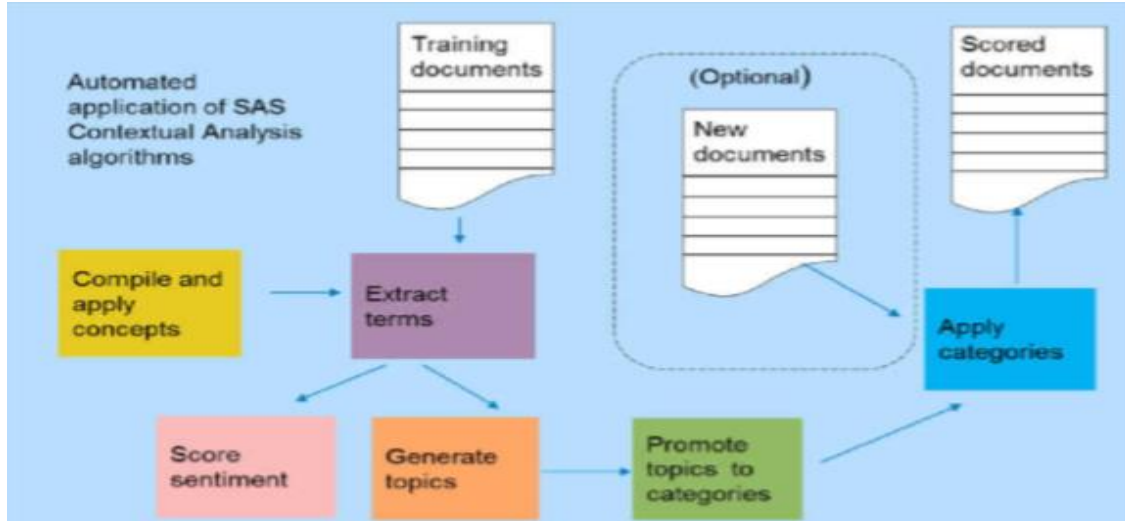 Automated
application of SAS
Contextual Analysis
algorithms
Training
documents
(Optional)
New
documents
Scored
documents
Compile and
apply
concepts
Extract
terms
Apply
categories
Score
sentiment
Generate
topics
Promote
topics to
categories